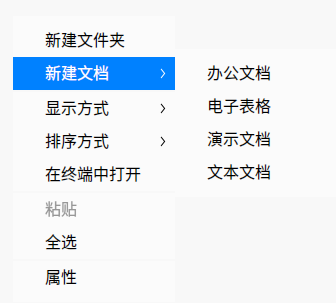 新建文件夹
新建文档
显示方式
排序方式
在终端中打开
粘贴
全选
属性
办公文档
电子表格
演示文档
文本文档